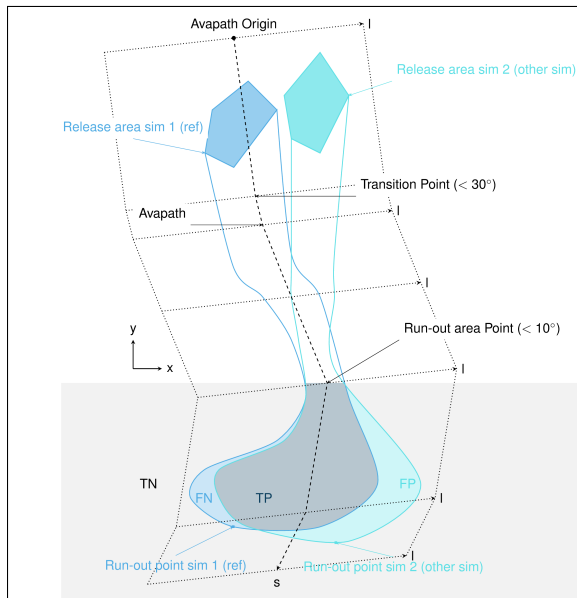 Avapath Origin
l
Release area sim 2 (other sim)
Release area sim 1 (ref)
Transition Point (< 30°)
Avapath
l
l
Run-out area Point (< 10°)
y
x
l
TN
FN
TP
FP
l
Run-out point sim 1 (ref)
Run-out point sim 2 (other sim)
l
s